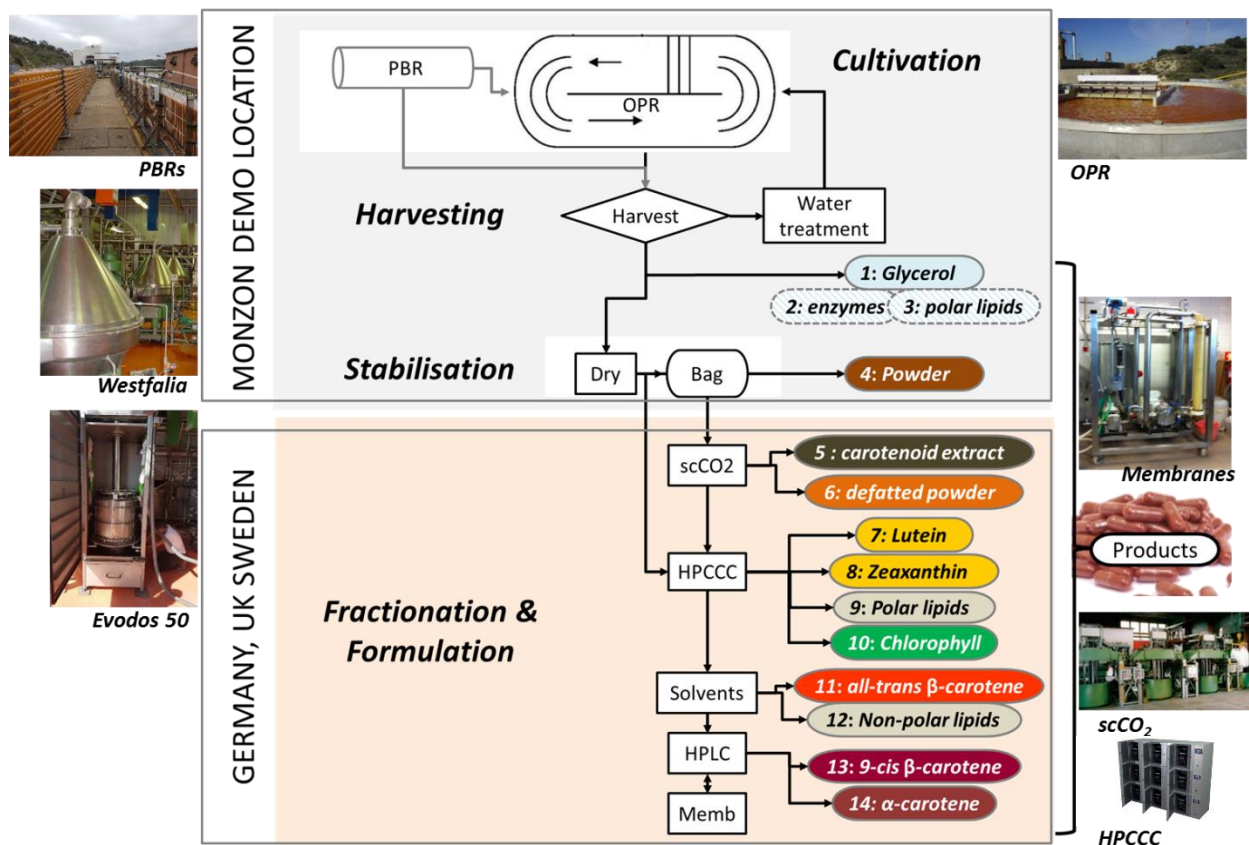 MONZON DEMO LOCATION
PBR
OPR
Cultivation
PBRs
OPR
Harvesting
Harvest
Water
treatment
1: Glycerol
2: enzymes
3: polar lipids
Westfalia
Stabilisation
Dry
Bag
4: Powder
GERMANY, UK SWEDEN
scCO2
5 : carotenoid extract
6: defatted powder
Membranes
7: Lutein
Products
HPCCC
8: Zeaxanthin
Evodos 50
Fractionation &
Formulation
9: Polar lipids
10: Chlorophyll
Solvents
11: all-trans β-carotene
12: Non-polar lipids
scCO₂
HPLC
13: 9-cis β-carotene
Memb
14: α-carotene
HPCCC